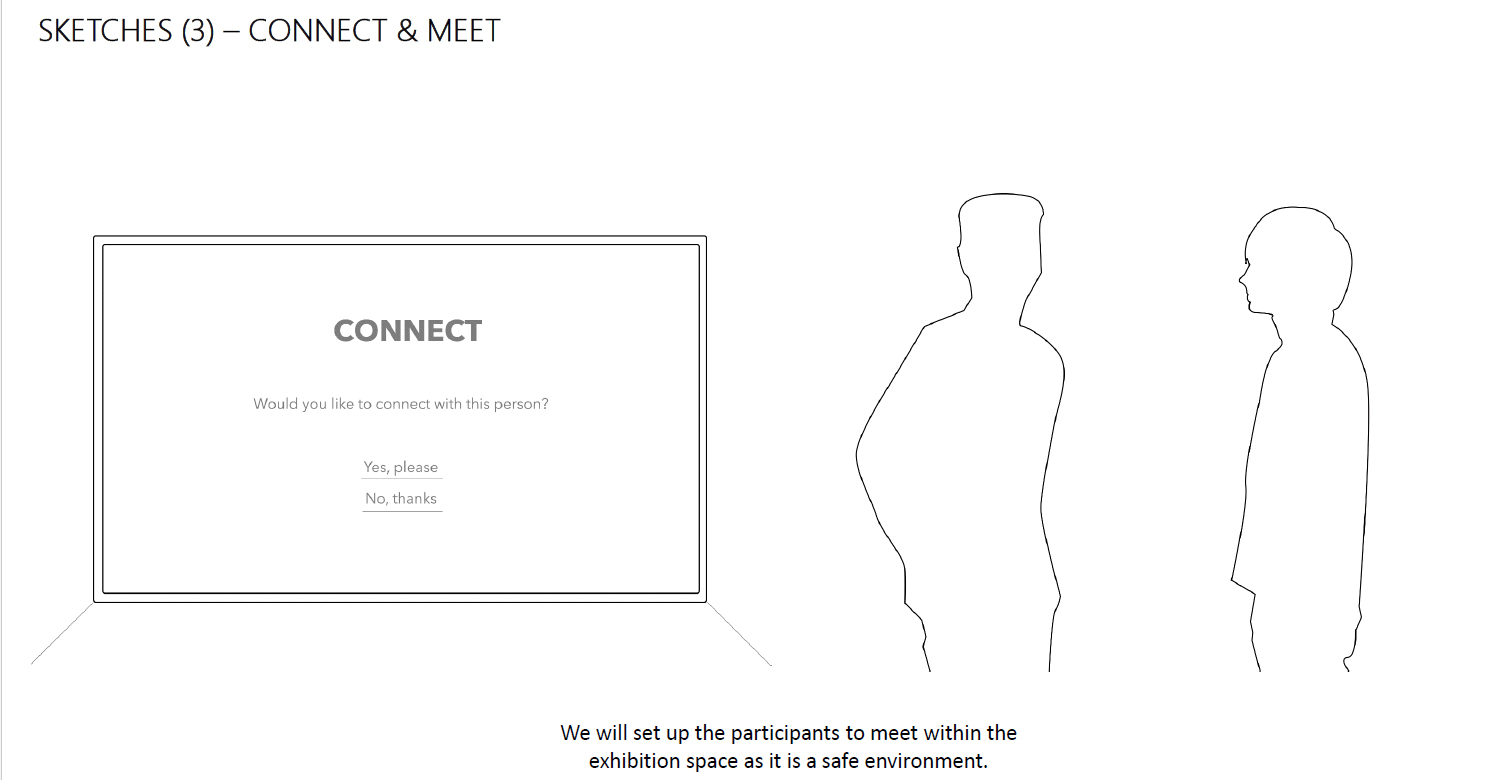 SKETCHES (3) – CONNECT & MEET
CONNECT
Would you like to connect with this person?
Yes, please
No, thanks
We will set up the participants to meet within the
exhibition space as it is a safe environment.